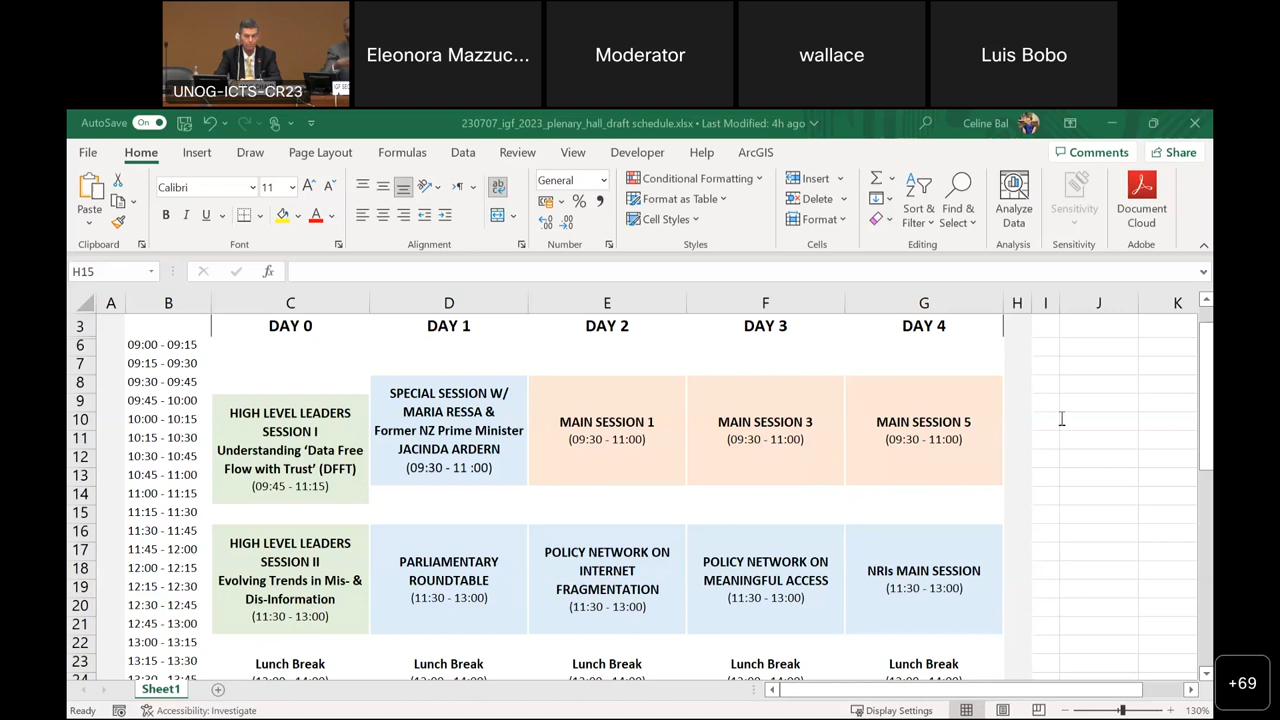 UNOG-ICTS-CR23
Eleonora Mazzuc...
Moderator
wallace
Luis Bobo
AutoSave On
230707_igf_2023_plenary_hall_draft schedule.xlsx • Last Modified: 4h ago
Celine Bal
File Home Insert Draw Page Layout Formulas Data Review View Developer Help ArcGIS
Comments Share
Paste
Clipboard
Calibri 11
B I U
Font
Alignment
General
Number
Conditional Formatting
Format as Table
Cell Styles
Styles
Insert
Delete
Format
Cells
Sort & Filter
Find & Select
Editing
Analyze Data
Analysis
Sensitivity
Sensitivity
Document Cloud
Adobe
H15 fx
A B C D E F G H I J K
3 DAY 0 DAY 1 DAY 2 DAY 3 DAY 4
6 09:00 - 09:15
7 09:15 - 09:30
8 09:30 - 09:45
9 09:45 - 10:00
10 10:00 - 10:15
11 10:15 - 10:30
12 10:30 - 10:45
13 10:45 - 11:00
14 11:00 - 11:15
15 11:15 - 11:30
16 11:30 - 11:45
17 11:45 - 12:00
18 12:00 - 12:15
19 12:15 - 12:30
20 12:30 - 12:45
21 12:45 - 13:00
22 13:00 - 13:15
23 13:15 - 13:30
HIGH LEVEL LEADERS
SESSION I
Understanding ‘Data Free
Flow with Trust’ (DFFT)
(09:45 - 11:15)
SPECIAL SESSION W/
MARIA RESSA &
Former NZ Prime Minister
JACINDA ARDERN
(09:30 - 11 :00)
MAIN SESSION 1
(09:30 - 11:00)
MAIN SESSION 3
(09:30 - 11:00)
MAIN SESSION 5
(09:30 - 11:00)
HIGH LEVEL LEADERS
SESSION II
Evolving Trends in Mis- &
Dis-Information
(11:30 - 13:00)
PARLIAMENTARY
ROUNDTABLE
(11:30 - 13:00)
POLICY NETWORK ON
INTERNET
FRAGMENTATION
(11:30 - 13:00)
POLICY NETWORK ON
MEANINGFUL ACCESS
(11:30 - 13:00)
NRIs MAIN SESSION
(11:30 - 13:00)
Lunch Break Lunch Break Lunch Break Lunch Break Lunch Break
Sheet1
+69
Ready Accessibility: Investigate Display Settings 130%